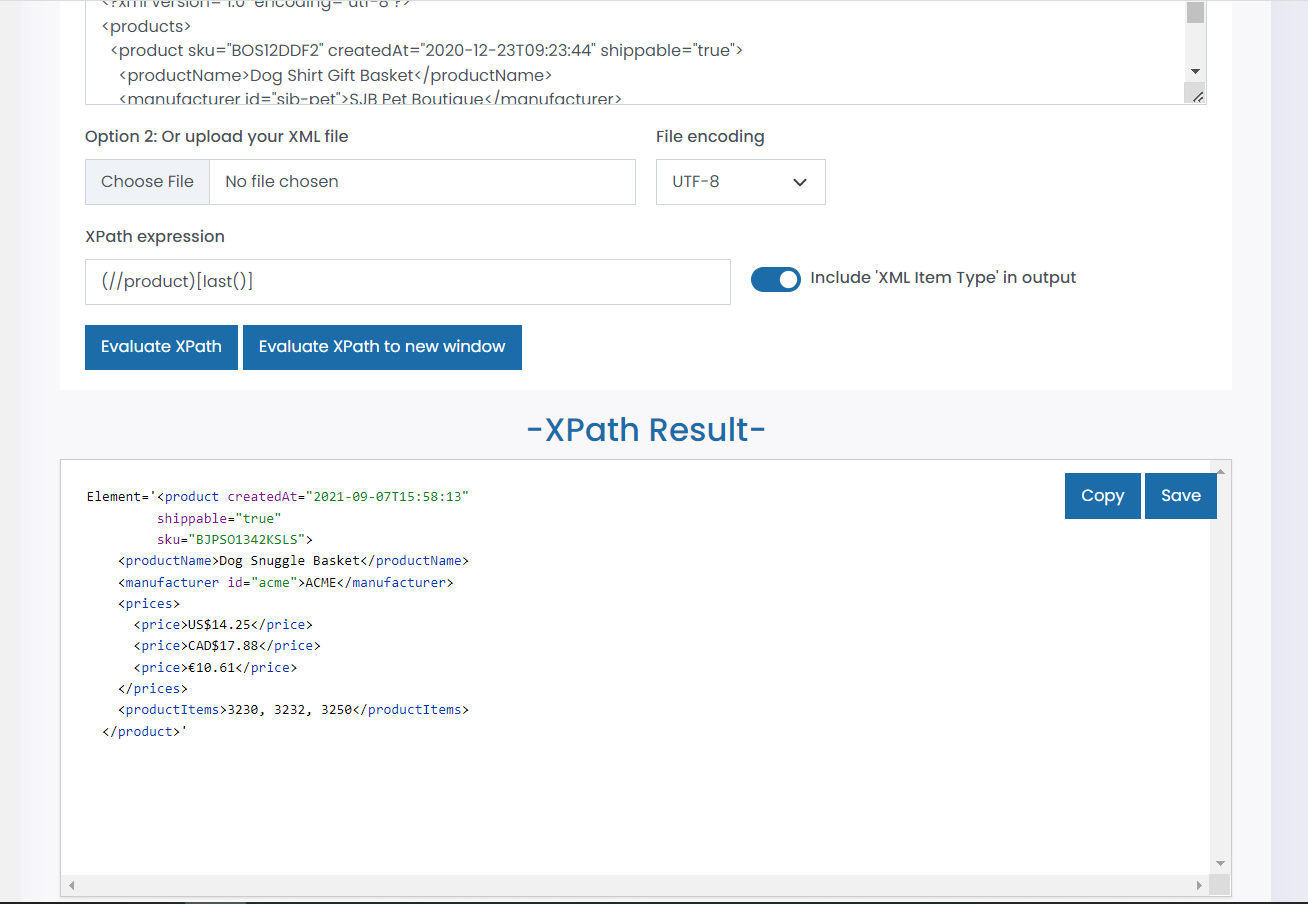 <?xml version="1.0" encoding="utf-8"?>
<products>
<product sku="BOS12DDF2" createdAt="2020-12-23T09:23:44" shippable="true">
<productName>Dog Shirt Gift Basket</productName>
<manufacturer id="sjb-pet">SJB Pet Boutique</manufacturer>
Option 2: Or upload your XML file
File encoding
Choose File
No file chosen
UTF-8
XPath expression
(//product)[last()]
Include 'XML Item Type' in output
Evaluate XPath
Evaluate XPath to new window
-XPath Result-
Copy
Save
Element='<product createdAt="2021-09-07T15:58:13"
shippable="true"
sku="BJPSO1342KSLS">
<productName>Dog Snuggle Basket</productName>
<manufacturer id="acme">ACME</manufacturer>
<prices>
<price>US$14.25</price>
<price>CAD$17.88</price>
<price>€10.61</price>
</prices>
<productItems>3230, 3232, 3250</productItems>
</product>'